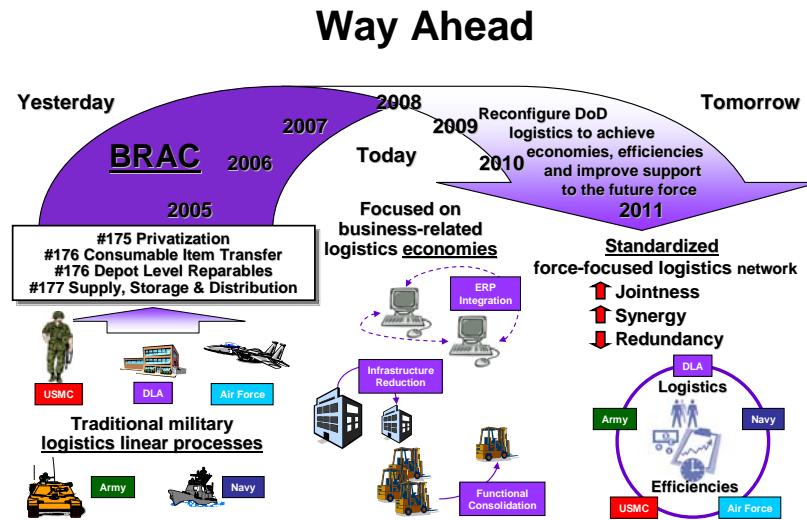 Way Ahead
Yesterday
Tomorrow
BRAC
2005
2006
2007
2008
2009
2010
2011
Reconfigure DoD
logistics to achieve
economies, efficiencies
and improve support
to the future force
Today
#175 Privatization
#176 Consumable Item Transfer
#176 Depot Level Reparables
#177 Supply, Storage & Distribution
USMC
DLA
Air Force
Traditional military
logistics linear processes
Army
Navy
Focused on
business-related
logistics economies
ERP
Integration
Infrastructure
Reduction
Functional
Consolidation
Standardized
force-focused logistics network
Jointness
Synergy
Redundancy
DLA
Logistics
Army
Navy
Efficiencies
USMC
Air Force